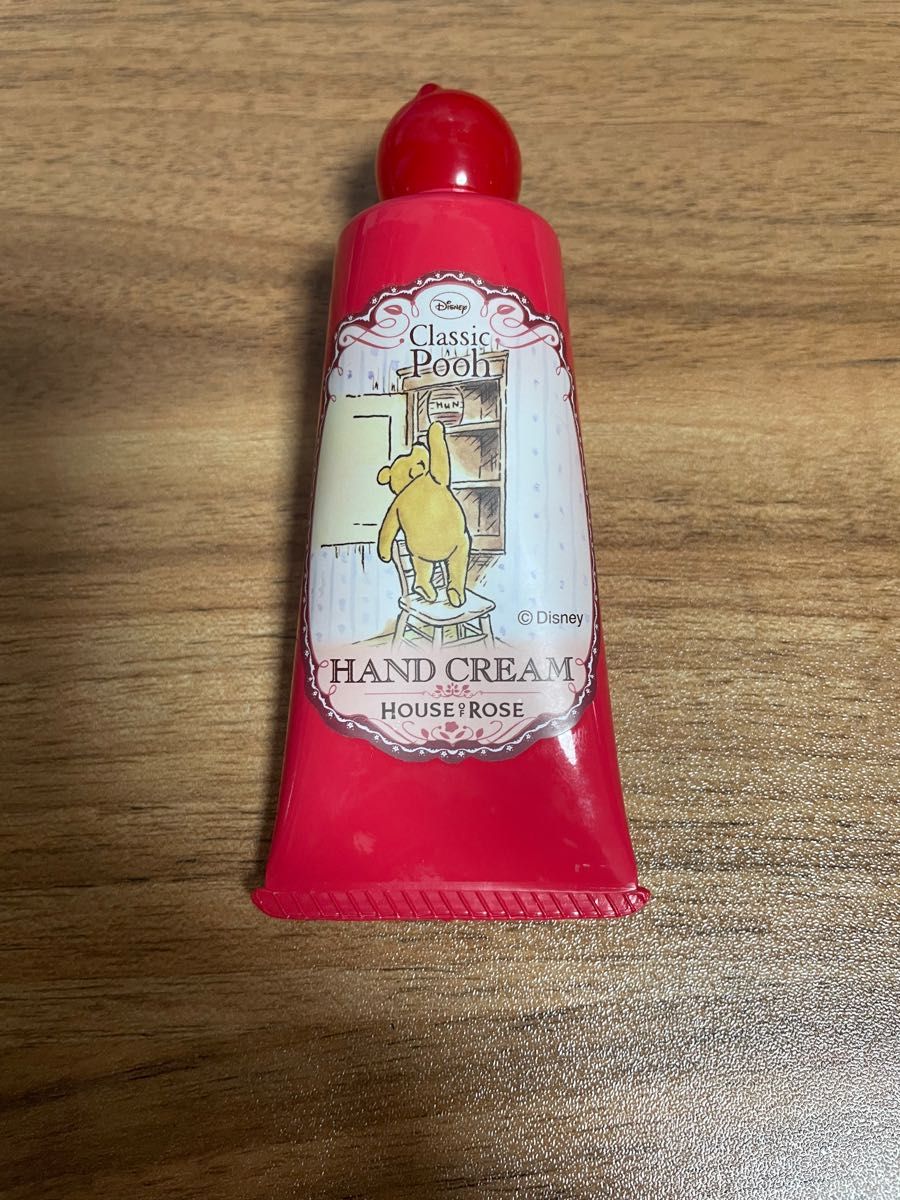 Disney
Classic
Pooh
HUN
© Disney
HAND CREAM
HOUSE OF ROSE